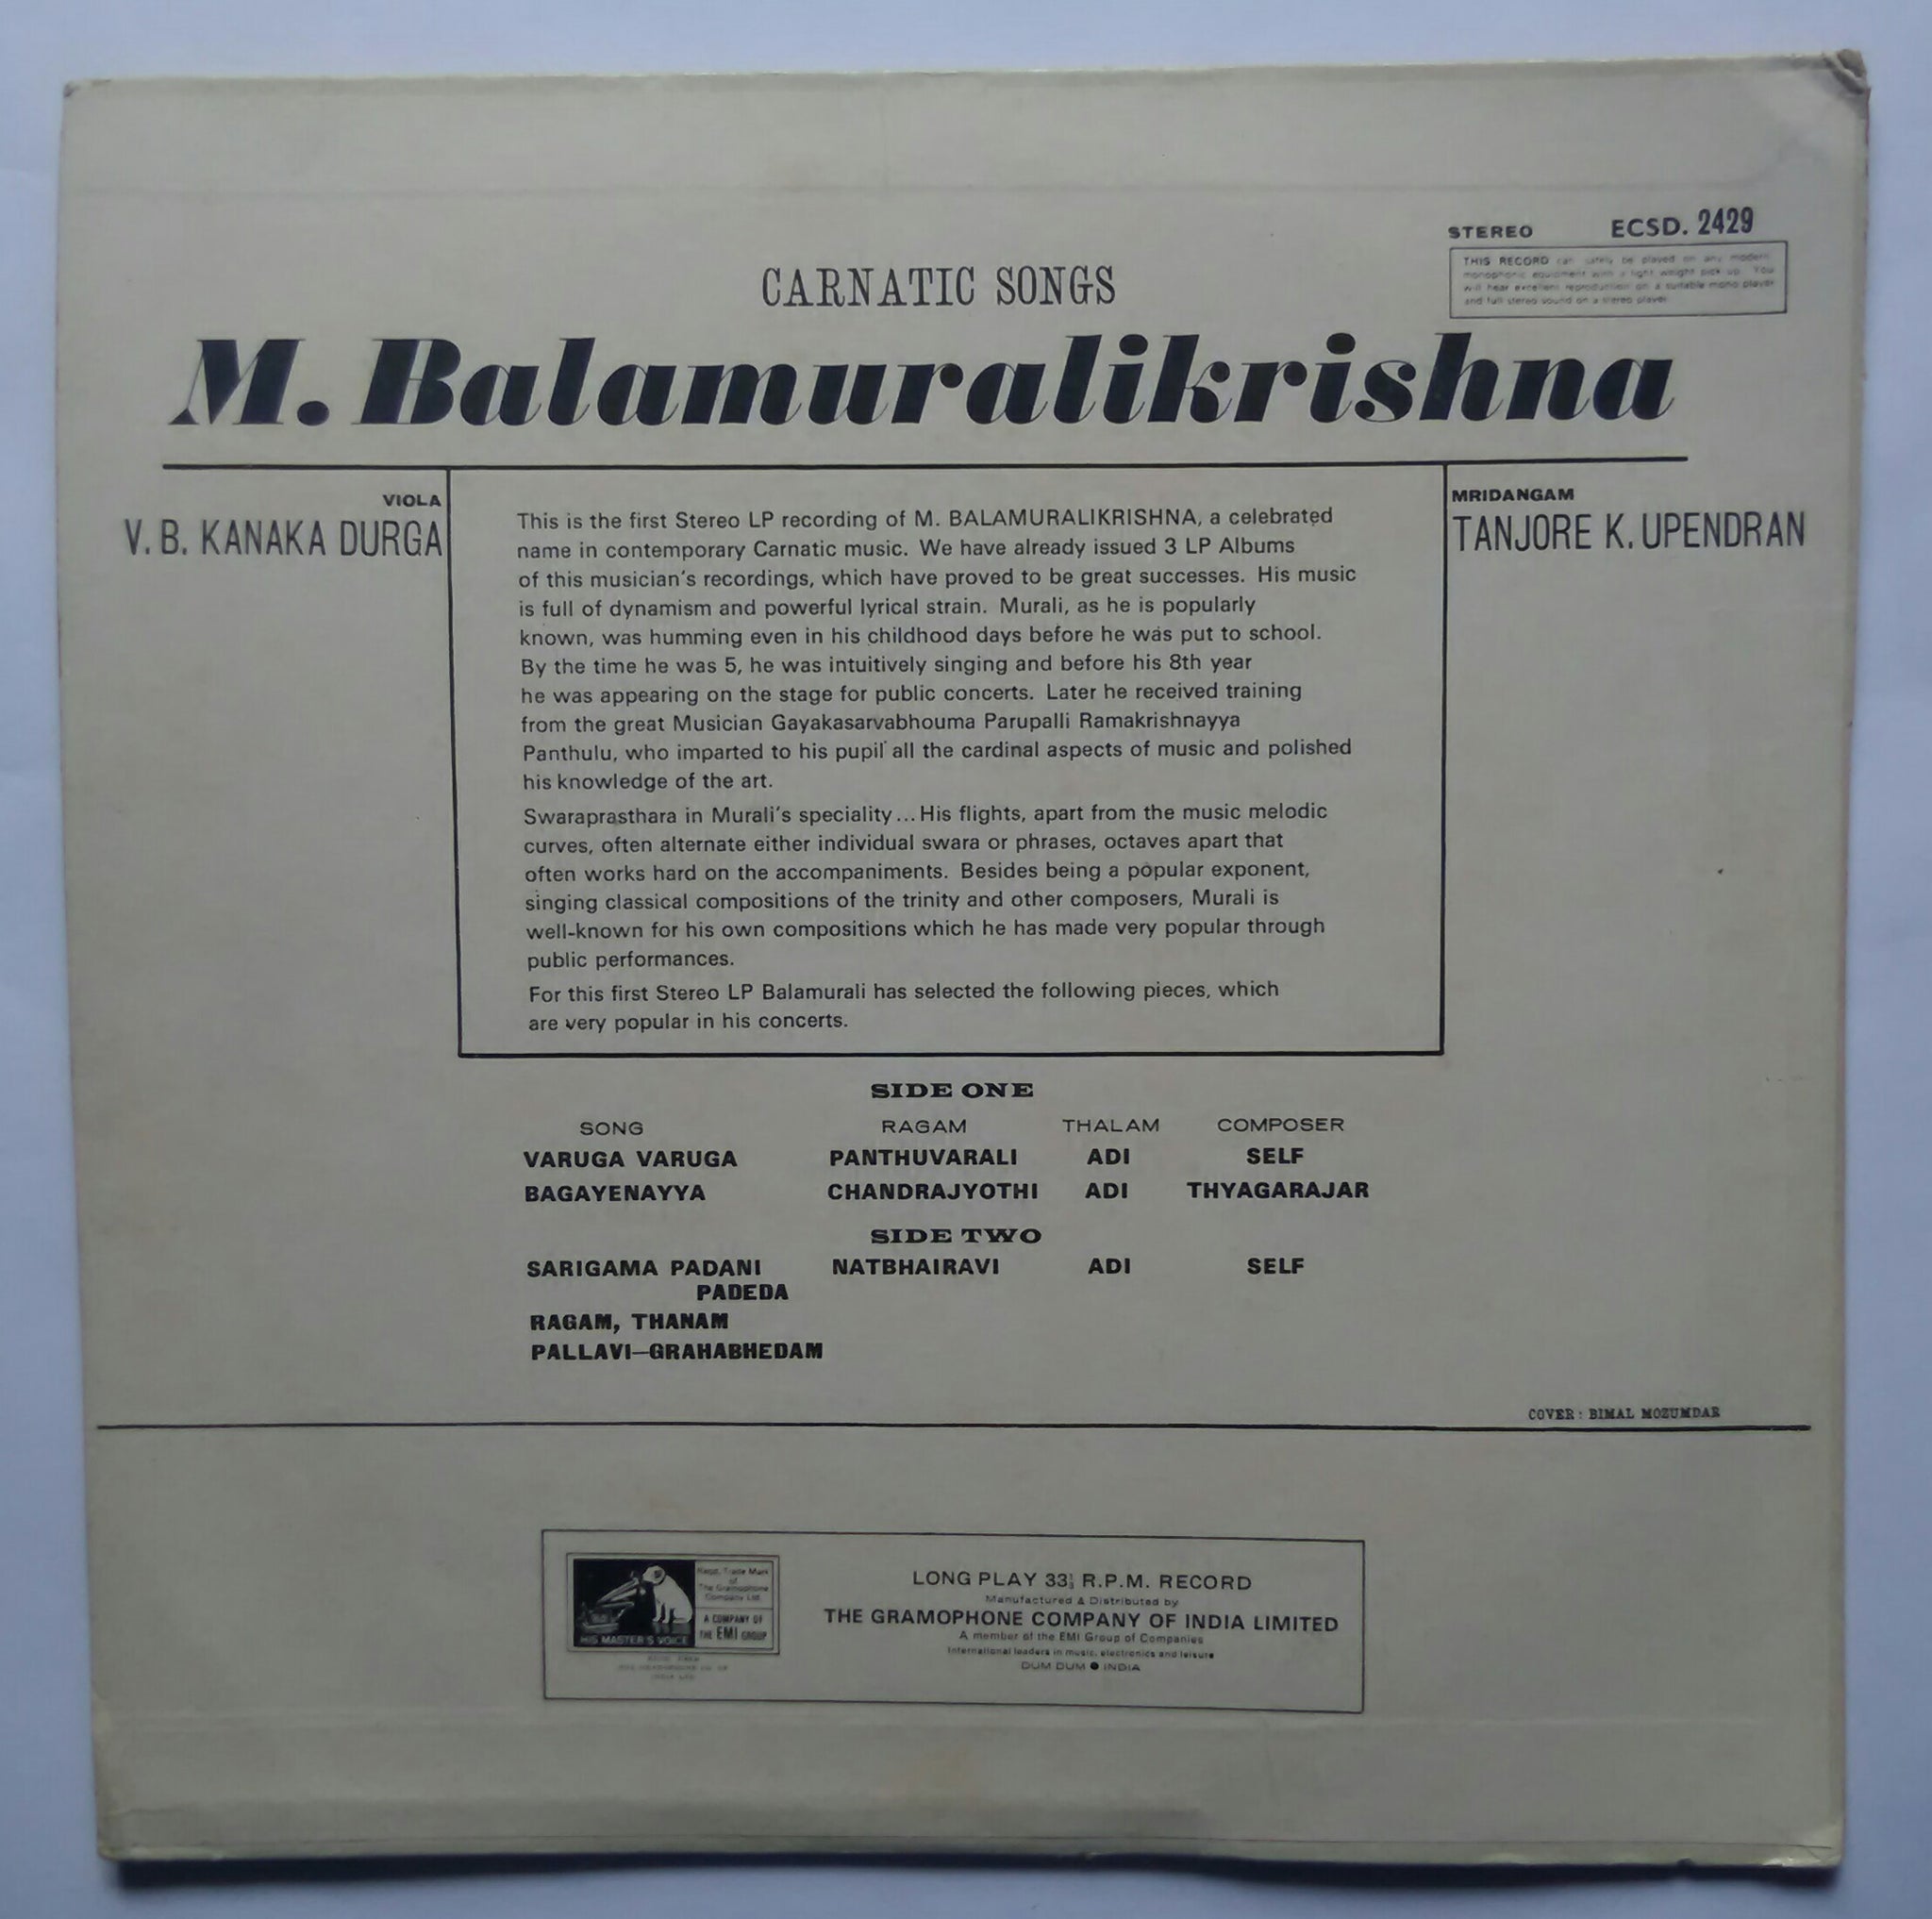 STEREO ECSD. 2429
THIS RECORD can safely be played on any modern
monophonic equipment with a light weight pick up. You
will hear excellent reproduction on a suitable mono player
and full stereo sound on a stereo player
CARNATIC SONGS
M. Balamuralikrishna
VIOLA
V. B. KANAKA DURGA
MRIDANGAM
TANJORE K. UPENDRAN
This is the first Stereo LP recording of M. BALAMURALIKRISHNA, a celebrated
name in contemporary Carnatic music. We have already issued 3 LP Albums
of this musician's recordings, which have proved to be great successes. His music
is full of dynamism and powerful lyrical strain. Murali, as he is popularly
known, was humming even in his childhood days before he was put to school.
By the time he was 5, he was intuitively singing and before his 8th year
he was appearing on the stage for public concerts. Later he received training
from the great Musician Gayakasarvabhouma Parupalli Ramakrishnayya
Panthulu, who imparted to his pupil all the cardinal aspects of music and polished
his knowledge of the art.
Swaraprasthara in Murali's speciality...His flights, apart from the music melodic
curves, often alternate either individual swara or phrases, octaves apart that
often works hard on the accompaniments. Besides being a popular exponent,
singing classical compositions of the trinity and other composers, Murali is
well-known for his own compositions which he has made very popular through
public performances.
For this first Stereo LP Balamurali has selected the following pieces, which
are very popular in his concerts.
SIDE ONE
SONG RAGAM THALAM COMPOSER
VARUGA VARUGA PANTHUVARALI ADI SELF
BAGAYENAYYA CHANDRAJYOTHI ADI THYAGARAJAR
SIDE TWO
SARIGAMA PADANI NATBHAIRAVI ADI SELF
PADEDA
RAGAM, THANAM
PALLAVI—GRAHABHEDAM
COVER : BIMAL MOZUMDAR
HIS MASTER'S VOICE
Regd. Trade Mark
of
The Gramophone
Company Ltd.
A COMPANY OF
THE EMI GROUP
LONG PLAY 33⅓ R.P.M. RECORD
Manufactured & Distributed by
THE GRAMOPHONE COMPANY OF INDIA LIMITED
A member of the EMI Group of Companies
International leaders in music, electronics and leisure
DUM DUM ● INDIA